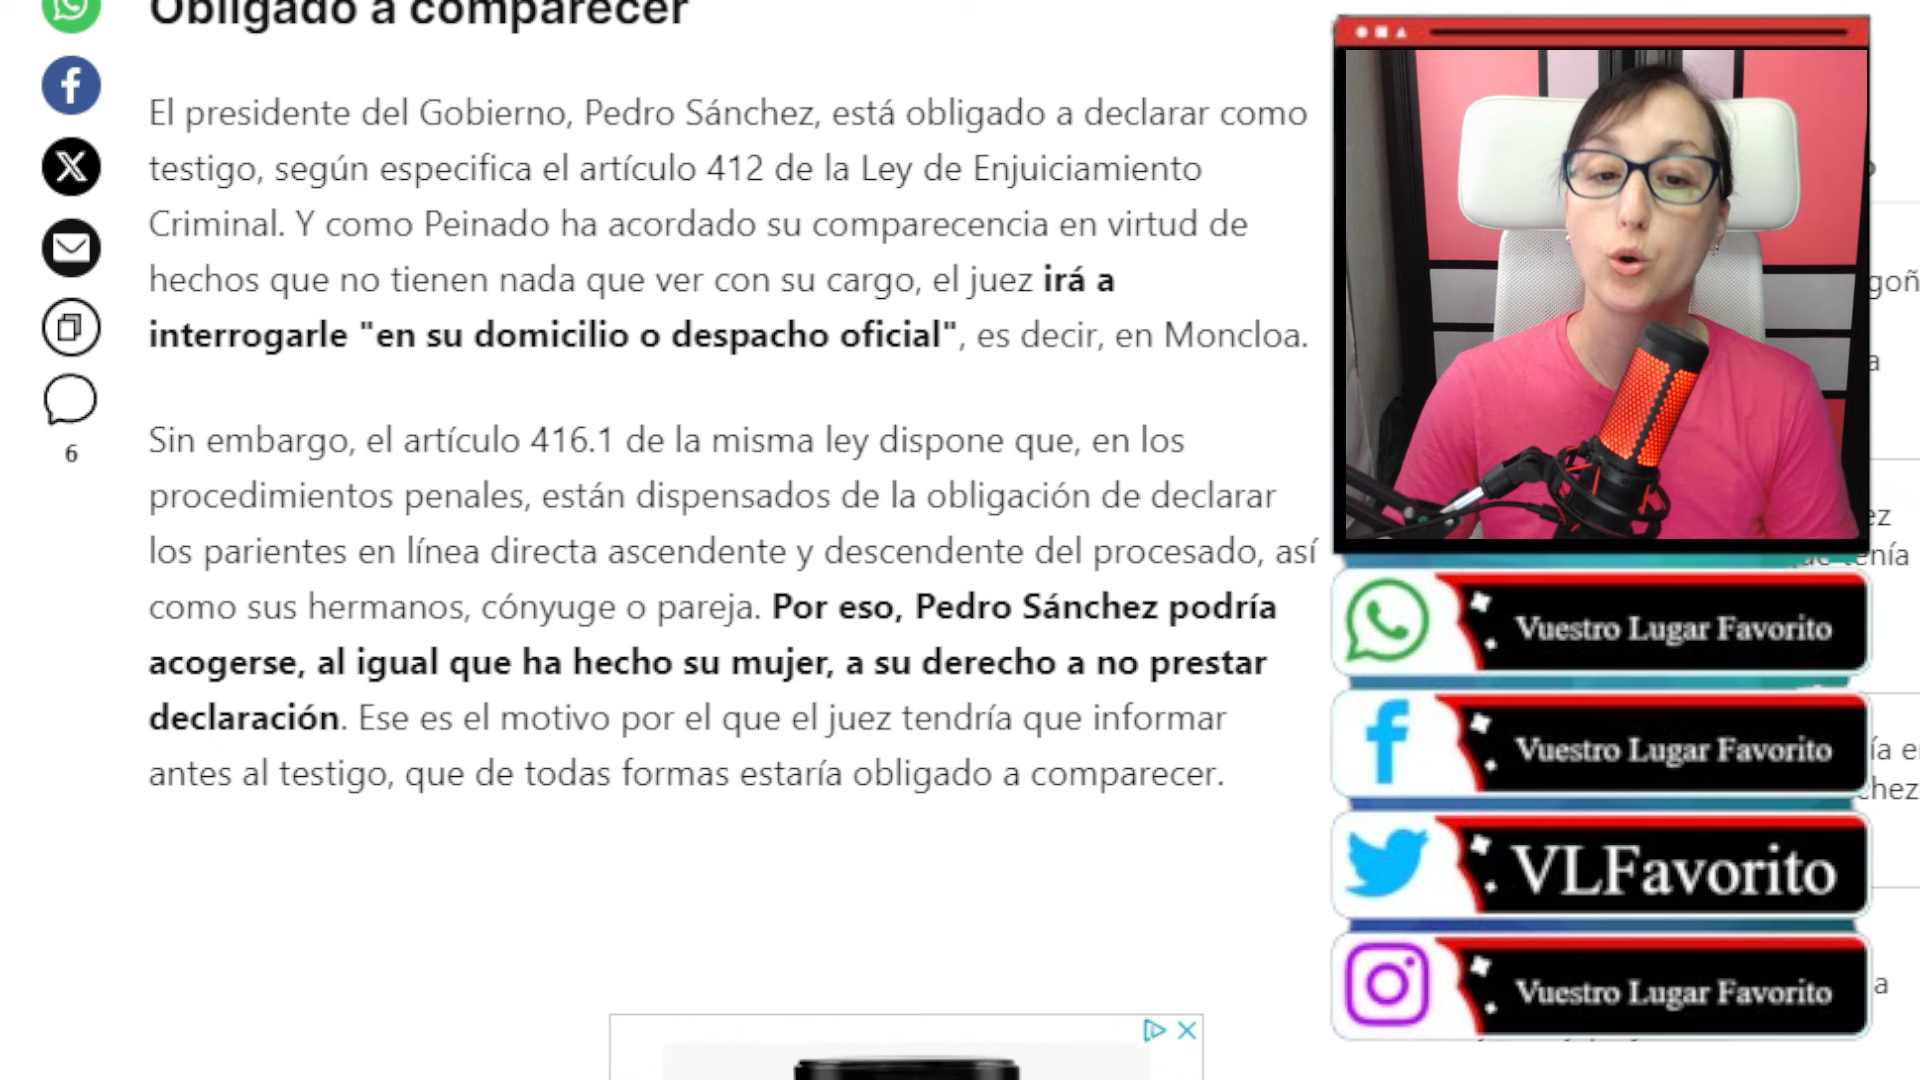 Obligado a comparecer
El presidente del Gobierno, Pedro Sánchez, está obligado a declarar como
testigo, según especifica el artículo 412 de la Ley de Enjuiciamiento
Criminal. Y como Peinado ha acordado su comparecencia en virtud de
hechos que no tienen nada que ver con su cargo, el juez irá a
interrogarle "en su domicilio o despacho oficial", es decir, en Moncloa.
6
Sin embargo, el artículo 416.1 de la misma ley dispone que, en los
procedimientos penales, están dispensados de la obligación de declarar
los parientes en línea directa ascendente y descendente del procesado, así
como sus hermanos, cónyuge o pareja. Por eso, Pedro Sánchez podría
acogerse, al igual que ha hecho su mujer, a su derecho a no prestar
declaración. Ese es el motivo por el que el juez tendría que informar
antes al testigo, que de todas formas estaría obligado a comparecer.
Vuestro Lugar Favorito
Vuestro Lugar Favorito
VLFavorito
Vuestro Lugar Favorito